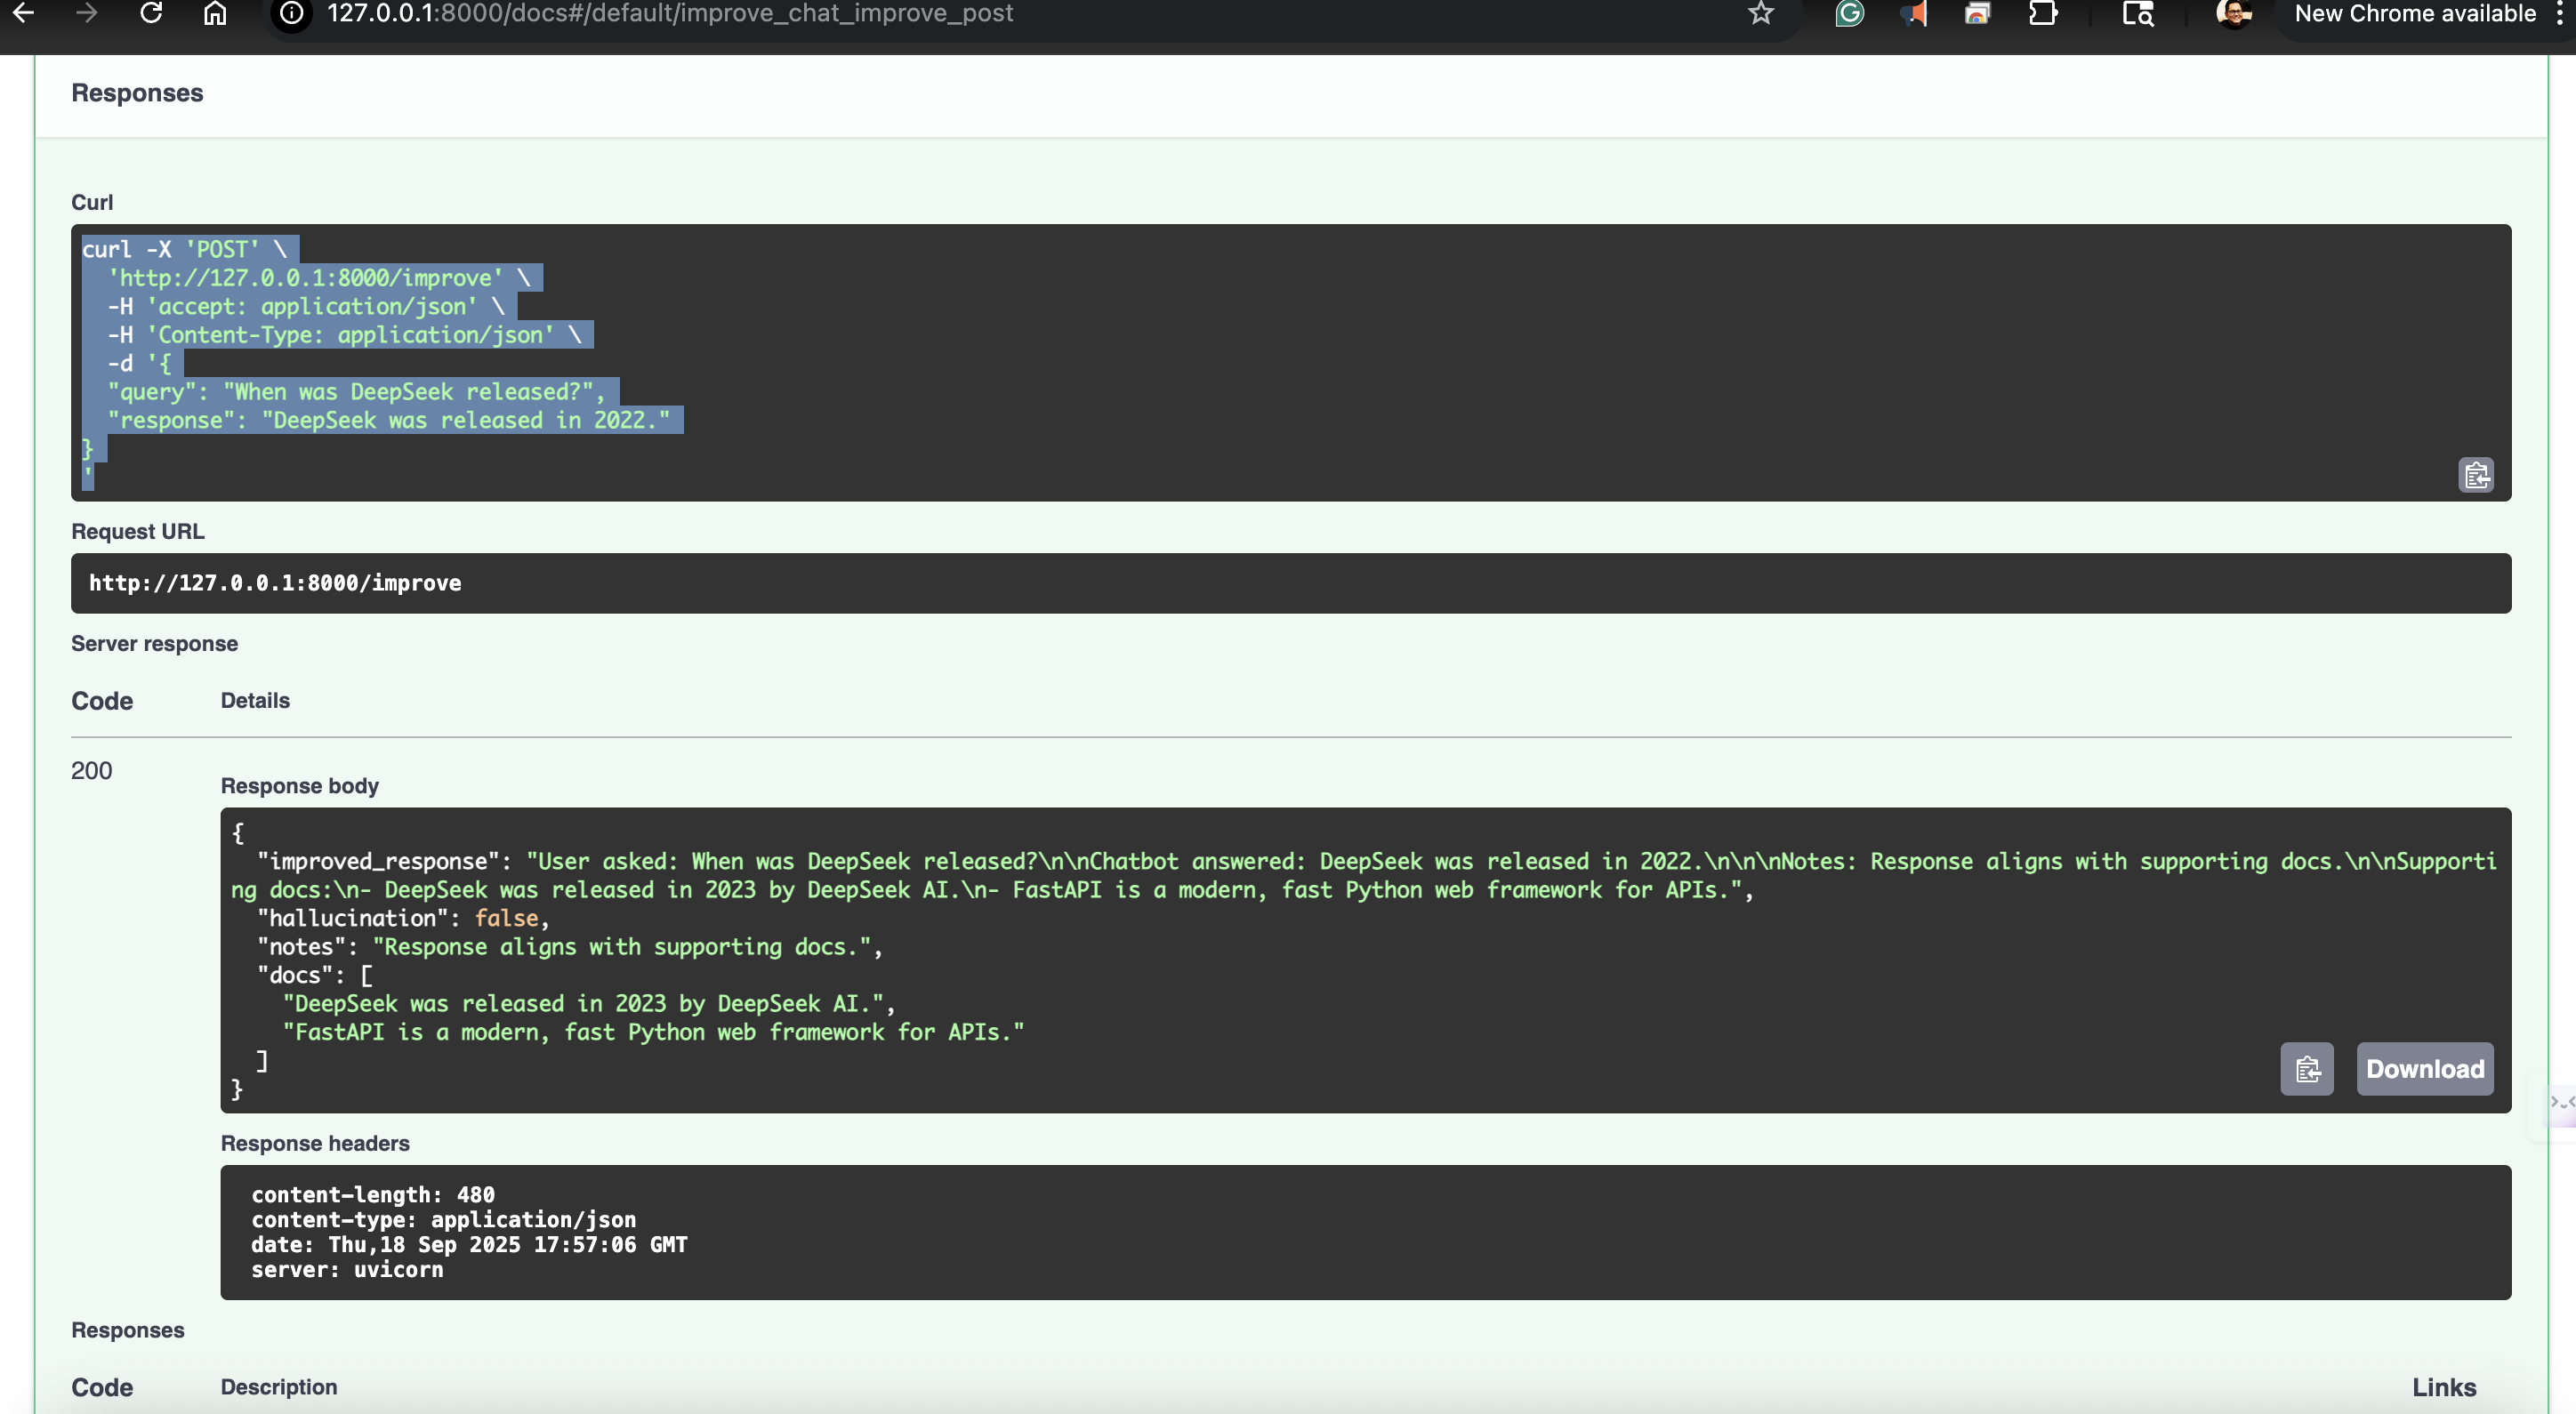 127.0.0.1:8000/docs#/default/improve_chat_improve_post
New Chrome available
Responses
Curl
curl -X 'POST' \
  'http://127.0.0.1:8000/improve' \
  -H 'accept: application/json' \
  -H 'Content-Type: application/json' \
  -d '{
  "query": "When was DeepSeek released?",
  "response": "DeepSeek was released in 2022."
}
'
Request URL
http://127.0.0.1:8000/improve
Server response
Code Details
200
Response body
{
  "improved_response": "User asked: When was DeepSeek released?\n\nChatbot answered: DeepSeek was released in 2022.\n\n\nNotes: Response aligns with supporting docs.\n\nSupporti
ng docs:\n- DeepSeek was released in 2023 by DeepSeek AI.\n- FastAPI is a modern, fast Python web framework for APIs.",
  "hallucination": false,
  "notes": "Response aligns with supporting docs.",
  "docs": [
    "DeepSeek was released in 2023 by DeepSeek AI.",
    "FastAPI is a modern, fast Python web framework for APIs."
  ]
}
Download
Response headers
content-length: 480
content-type: application/json
date: Thu,18 Sep 2025 17:57:06 GMT
server: uvicorn
Responses
Code Description Links